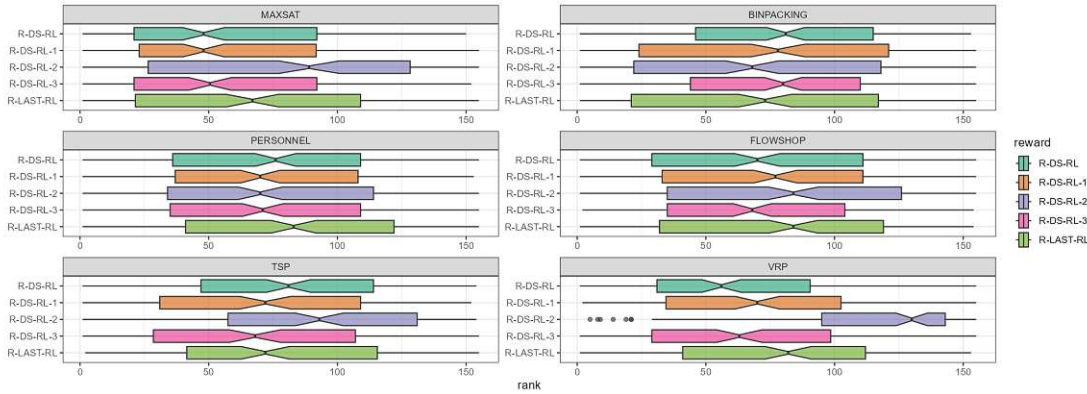 MAXSAT
R-DS-RL
R-DS-RL-1
R-DS-RL-2
R-DS-RL-3
R-LAST-RL
0 50 100 150
BINPACKING
R-DS-RL
R-DS-RL-1
R-DS-RL-2
R-DS-RL-3
R-LAST-RL
0 50 100 150
PERSONNEL
R-DS-RL
R-DS-RL-1
R-DS-RL-2
R-DS-RL-3
R-LAST-RL
0 50 100 150
FLOWSHOP
R-DS-RL
R-DS-RL-1
R-DS-RL-2
R-DS-RL-3
R-LAST-RL
0 50 100 150
TSP
R-DS-RL
R-DS-RL-1
R-DS-RL-2
R-DS-RL-3
R-LAST-RL
0 50 100 150
VRP
R-DS-RL
R-DS-RL-1
R-DS-RL-2
R-DS-RL-3
R-LAST-RL
0 50 100 150
rank
reward
R-DS-RL
R-DS-RL-1
R-DS-RL-2
R-DS-RL-3
R-LAST-RL